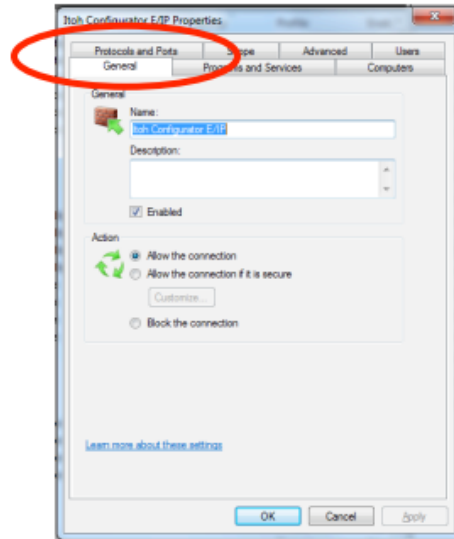 Itoh Configurator E/IP Properties
Protocols and Ports Scope Advanced Users
General Programs and Services Computers
General
Name:
Itoh Configurator E/IP
Description:
Enabled
Action
Allow the connection
Allow the connection if it is secure
Customize...
Block the connection
Learn more about these settings
OK Cancel Apply